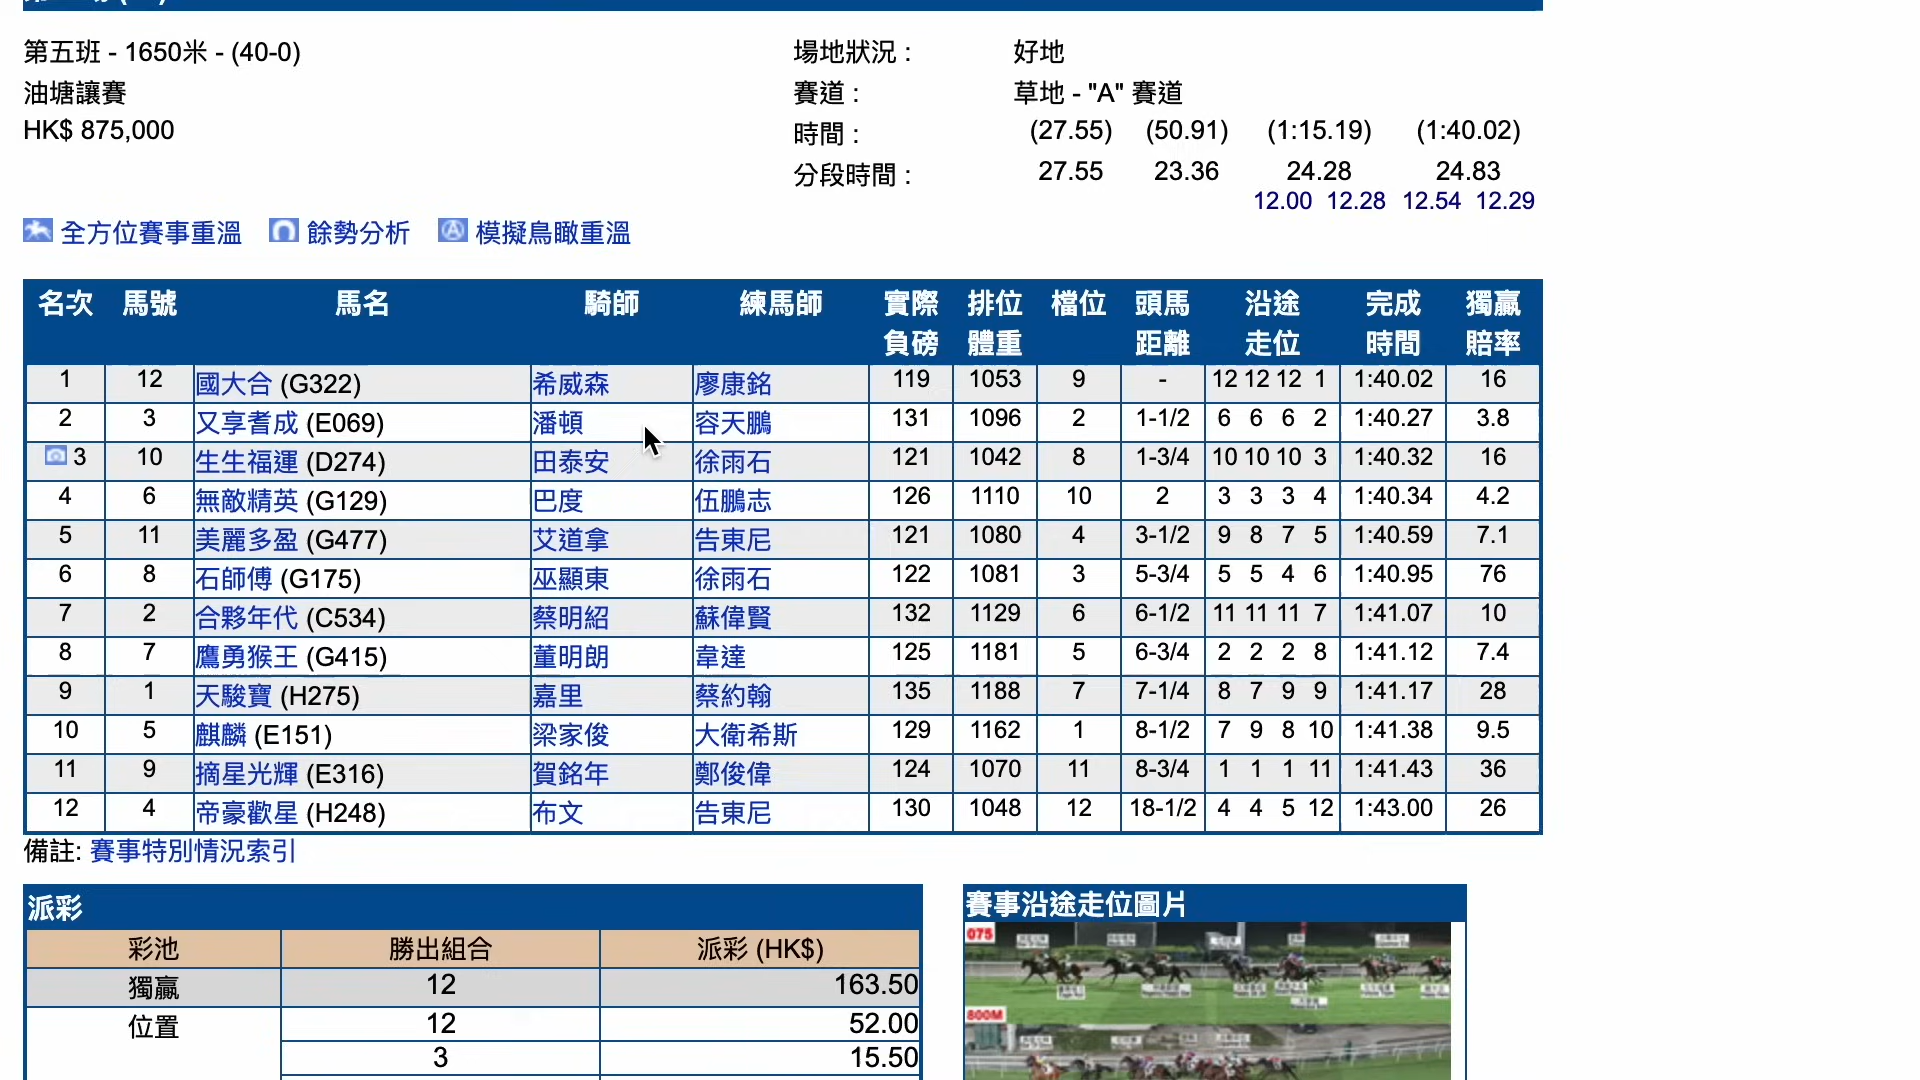 第五班 - 1650米 - (40-0) 場地狀況 : 好地
油塘讓賽 賽道 : 草地 - "A" 賽道
HK$ 875,000 時間 : (27.55) (50.91) (1:15.19) (1:40.02)
分段時間 : 27.55 23.36 24.28 24.83
12.00 12.28 12.54 12.29
全方位賽事重溫 餘勢分析 模擬鳥瞰重溫
名次 馬號 馬名 騎師 練馬師 實際負磅 排位體重 檔位 頭馬距離 沿途走位 完成時間 獨贏賠率
1 12 國大合 (G322) 希威森 廖康銘 119 1053 9 - 12 12 12 1 1:40.02 16
2 3 又享耆成 (E069) 潘頓 容天鵬 131 1096 2 1-1/2 6 6 6 2 1:40.27 3.8
3 10 生生福運 (D274) 田泰安 徐雨石 121 1042 8 1-3/4 10 10 10 3 1:40.32 16
4 6 無敵精英 (G129) 巴度 伍鵬志 126 1110 10 2 3 3 3 4 1:40.34 4.2
5 11 美麗多盈 (G477) 艾道拿 告東尼 121 1080 4 3-1/2 9 8 7 5 1:40.59 7.1
6 8 石師傅 (G175) 巫顯東 徐雨石 122 1081 3 5-3/4 5 5 4 6 1:40.95 76
7 2 合夥年代 (C534) 蔡明紹 蘇偉賢 132 1129 6 6-1/2 11 11 11 7 1:41.07 10
8 7 鷹勇猴王 (G415) 董明朗 韋達 125 1181 5 6-3/4 2 2 2 8 1:41.12 7.4
9 1 天駿寶 (H275) 嘉里 蔡約翰 135 1188 7 7-1/4 8 7 9 9 1:41.17 28
10 5 麒麟 (E151) 梁家俊 大衛希斯 129 1162 1 8-1/2 7 9 8 10 1:41.38 9.5
11 9 摘星光輝 (E316) 賀銘年 鄭俊偉 124 1070 11 8-3/4 1 1 1 11 1:41.43 36
12 4 帝豪歡星 (H248) 布文 告東尼 130 1048 12 18-1/2 4 4 5 12 1:43.00 26
備註: 賽事特別情況索引
派彩
彩池 勝出組合 派彩 (HK$)
獨贏 12 163.50
位置 12 52.00
3 15.50
賽事沿途走位圖片
075
800M